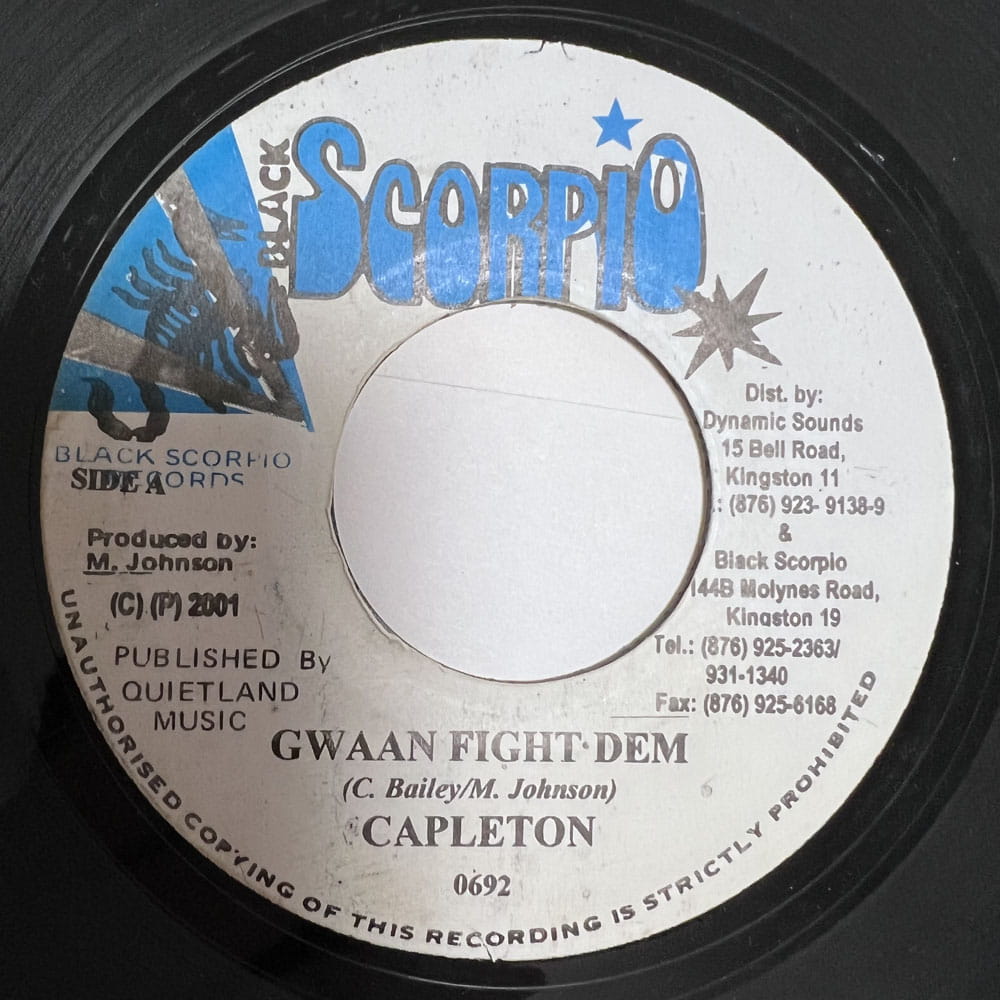 BLACK
SCORPIO
BLACK SCORPIO
RECORDS
SIDE A
Produced by:
M. Johnson
(C) (P) 2001
PUBLISHED By
QUIETLAND
MUSIC
Dist. by:
Dynamic Sounds
15 Bell Road,
Kingston 11
.: (876) 923- 9138-9
&
Black Scorpio
144B Molynes Road,
Kingston 19
Tel.: (876) 925-2363/
931-1340
Fax: (876) 925-6168
GWAAN FIGHT DEM
(C. Bailey/M. Johnson)
CAPLETON
0692
UNAUTHORISED COPYING OF THIS RECORDING IS STRICTLY PROHIBITED